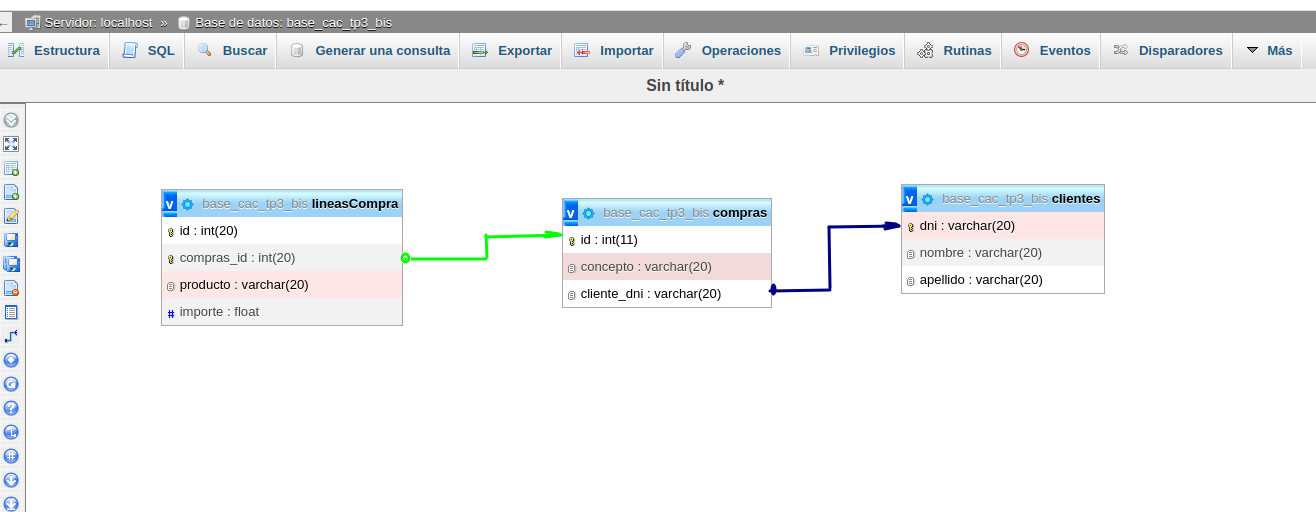 Servidor: localhost » Base de datos: base_cac_tp3_bis
Estructura SQL Buscar Generar una consulta Exportar Importar Operaciones Privilegios Rutinas Eventos Disparadores Más
Sin título *
v base_cac_tp3_bis lineasCompra
id : int(20)
compras_id : int(20)
producto : varchar(20)
# importe : float
v base_cac_tp3_bis compras
id : int(11)
concepto : varchar(20)
cliente_dni : varchar(20)
v base_cac_tp3_bis clientes
dni : varchar(20)
nombre : varchar(20)
apellido : varchar(20)